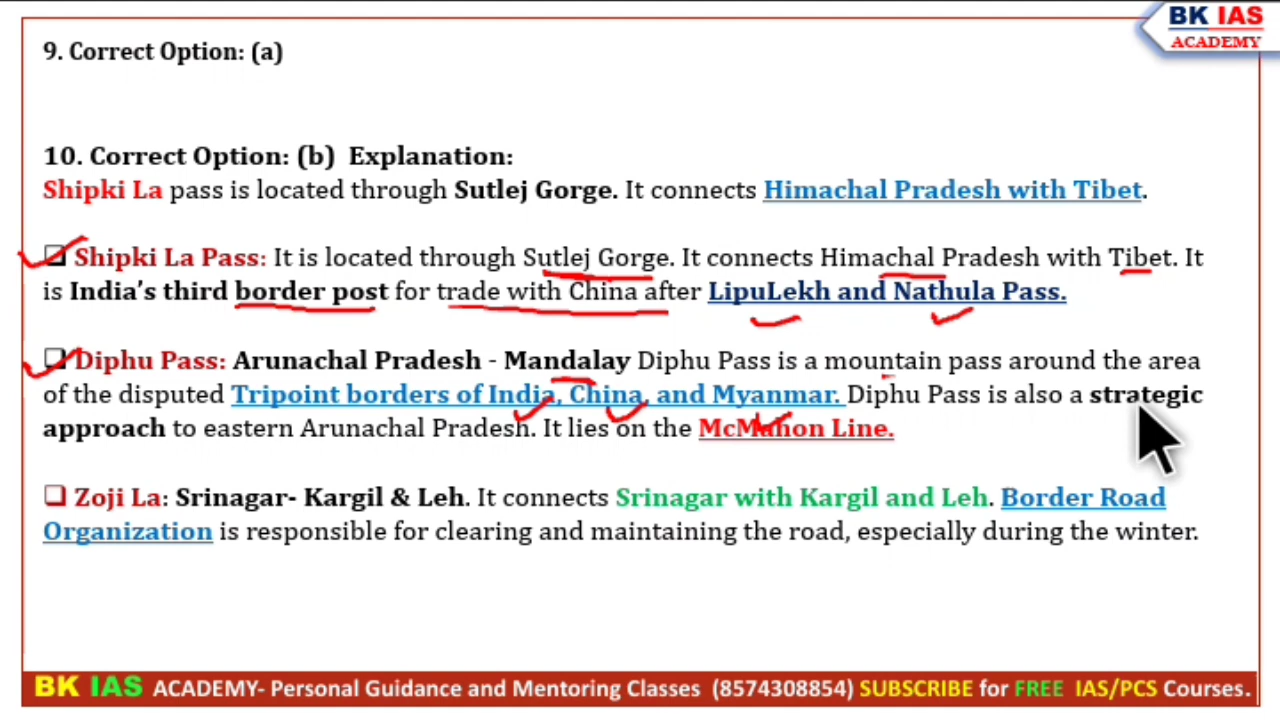 BK IAS
ACADEMY
9. Correct Option: (a)
10. Correct Option: (b) Explanation:
Shipki La pass is located through Sutlej Gorge. It connects Himachal Pradesh with Tibet.
❑ Shipki La Pass: It is located through Sutlej Gorge. It connects Himachal Pradesh with Tibet. It
is India's third border post for trade with China after LipuLekh and Nathula Pass.
❑ Diphu Pass: Arunachal Pradesh - Mandalay Diphu Pass is a mountain pass around the area
of the disputed Tripoint borders of India, China, and Myanmar. Diphu Pass is also a strategic
approach to eastern Arunachal Pradesh. It lies on the McMahon Line.
❑ Zoji La: Srinagar- Kargil & Leh. It connects Srinagar with Kargil and Leh. Border Road
Organization is responsible for clearing and maintaining the road, especially during the winter.
BK IAS ACADEMY- Personal Guidance and Mentoring Classes (8574308854) SUBSCRIBE for FREE IAS/PCS Courses.